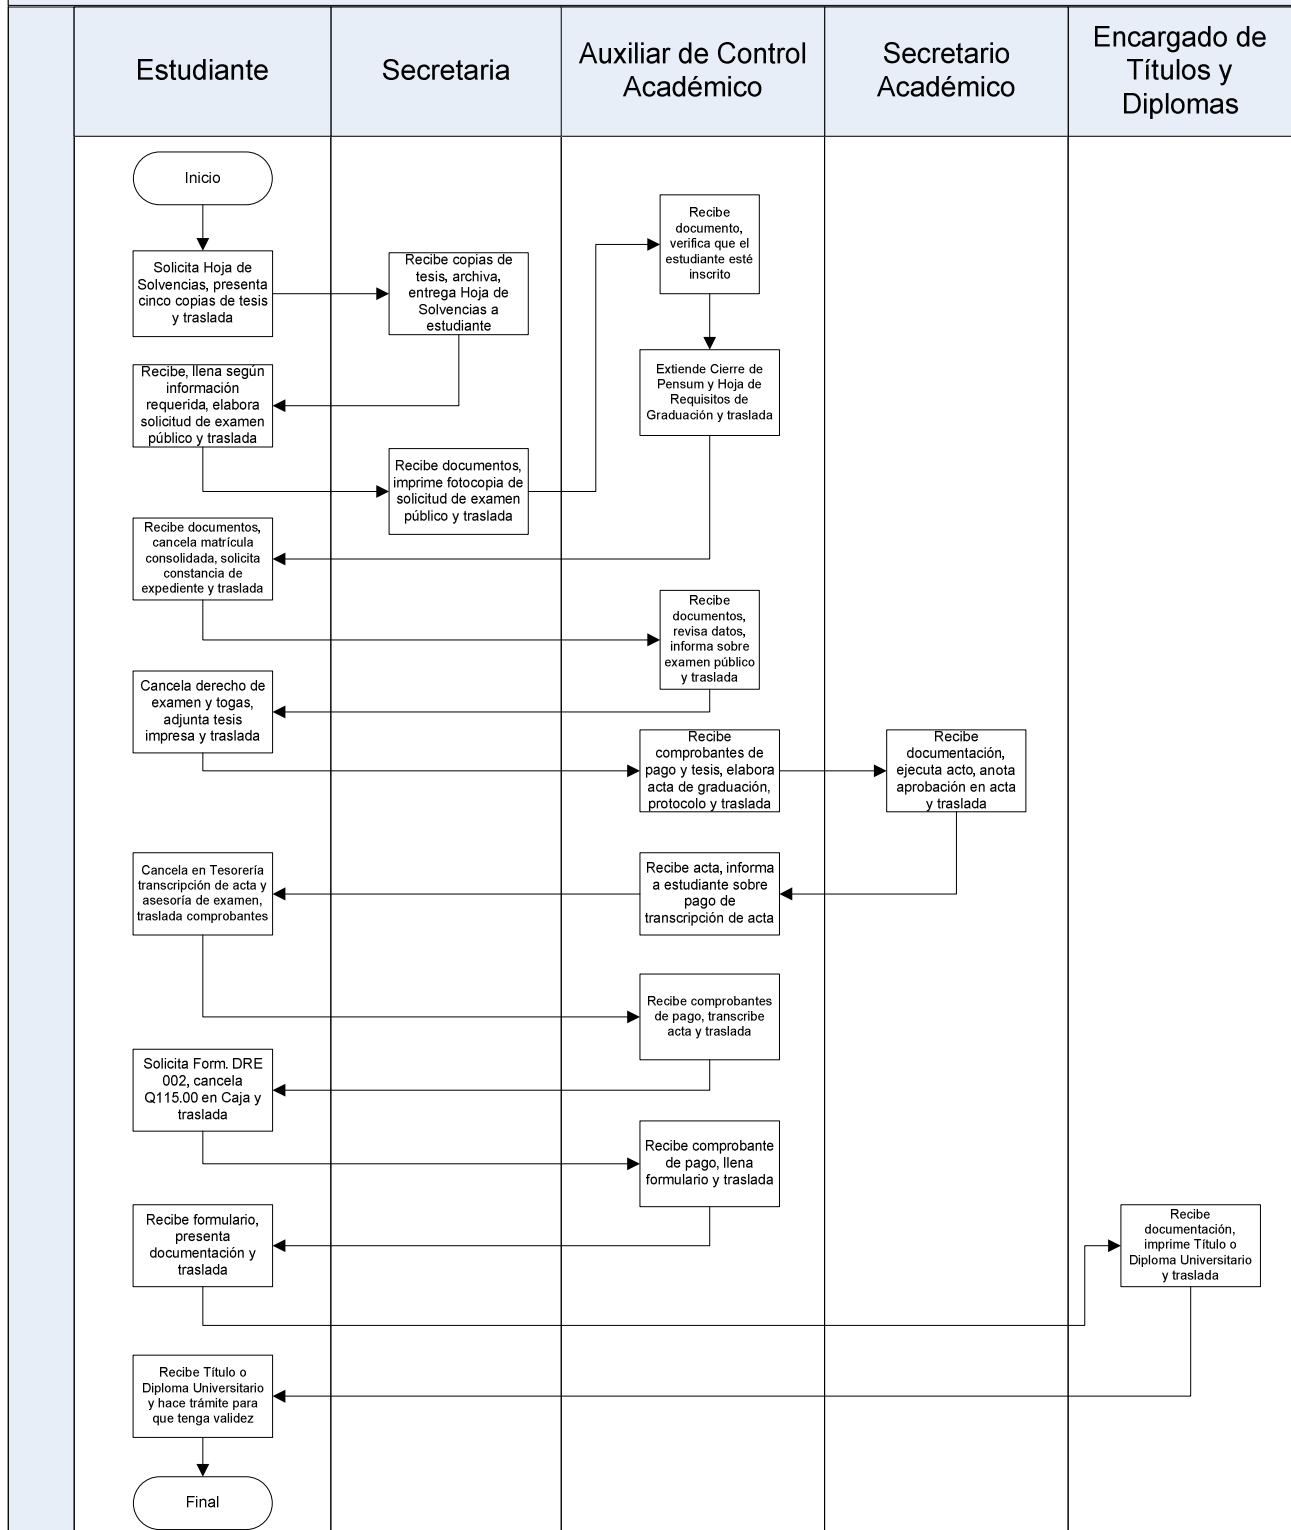 Estudiante
Secretaria
Auxiliar de Control
Académico
Secretario
Académico
Encargado de
Títulos y
Diplomas
Inicio
Solicita Hoja de
Solvencias, presenta
cinco copias de tesis
y traslada
Recibe copias de
tesis, archiva,
entrega Hoja de
Solvencias a
estudiante
Recibe, llena según
información
requerida, elabora
solicitud de examen
público y traslada
Recibe documentos,
imprime fotocopia de
solicitud de examen
público y traslada
Recibe
documento,
verifica que el
estudiante esté
inscrito
Extiende Cierre de
Pensum y Hoja de
Requisitos de
Graduación y traslada
Recibe documentos,
cancela matrícula
consolidada, solicita
constancia de
expediente y traslada
Recibe
documentos,
revisa datos,
informa sobre
examen público
y traslada
Cancela derecho de
examen y togas,
adjunta tesis
impresa y traslada
Recibe
comprobantes de
pago y tesis, elabora
acta de graduación,
protocolo y traslada
Recibe
documentación,
ejecuta acto, anota
aprobación en acta
y traslada
Recibe acta, informa
a estudiante sobre
pago de
transcripción de acta
Cancela en Tesorería
transcripción de acta y
asesoría de examen,
traslada comprobantes
Recibe comprobantes
de pago, transcribe
acta y traslada
Solicita Form. DRE
002, cancela
Q115.00 en Caja y
traslada
Recibe comprobante
de pago, llena
formulario y traslada
Recibe formulario,
presenta
documentación y
traslada
Recibe
documentación,
imprime Título o
Diploma Universitario
y traslada
Recibe Título o
Diploma Universitario
y hace trámite para
que tenga validez
Final